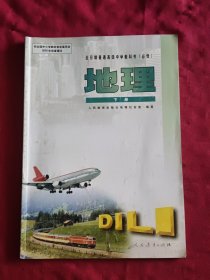 全日制普通高级中学教科书（必修）
地理
下册
人民教育出版社地理社会室 编著
DILI
人民教育出版社